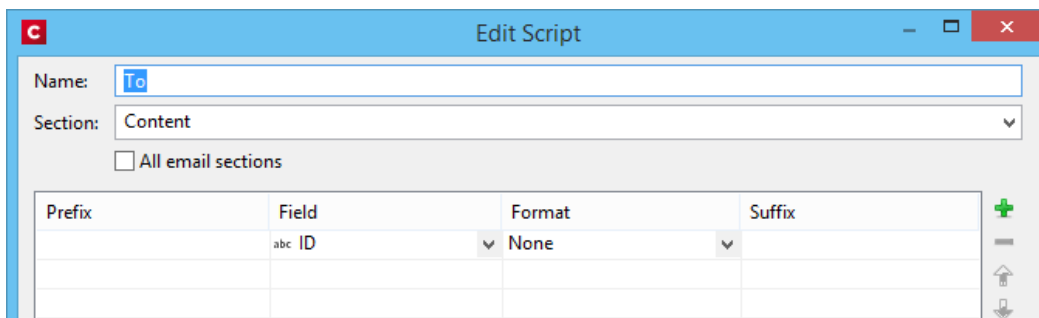 C Edit Script
Name: To
Section: Content
All email sections
Prefix Field Format Suffix
abc ID None